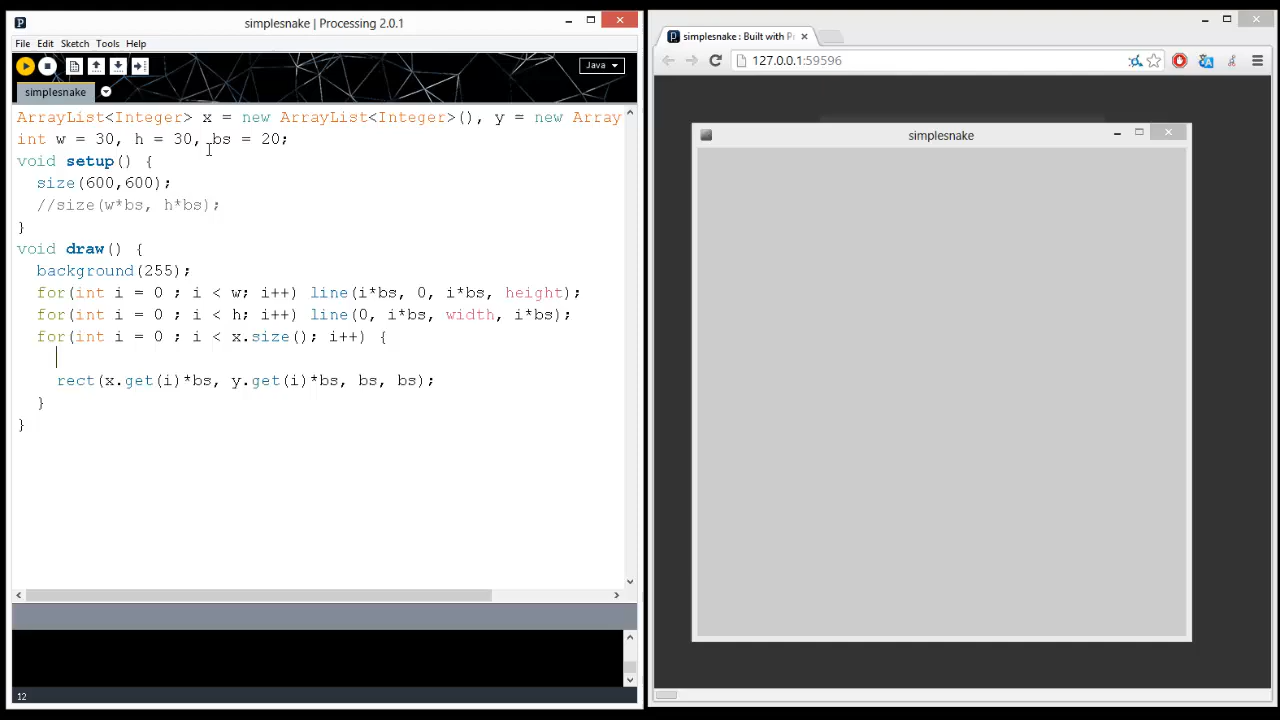 simplesnake | Processing 2.0.1
File Edit Sketch Tools Help
Java
simplesnake
ArrayList<Integer> x = new ArrayList<Integer>(), y = new Array
int w = 30, h = 30, bs = 20;
void setup() {
size(600,600);
//size(w*bs, h*bs);
}
void draw() {
background(255);
for(int i = 0 ; i < w; i++) line(i*bs, 0, i*bs, height);
for(int i = 0 ; i < h; i++) line(0, i*bs, width, i*bs);
for(int i = 0 ; i < x.size(); i++) {
rect(x.get(i)*bs, y.get(i)*bs, bs, bs);
}
}
12
simplesnake : Built with P
127.0.0.1:59596
simplesnake